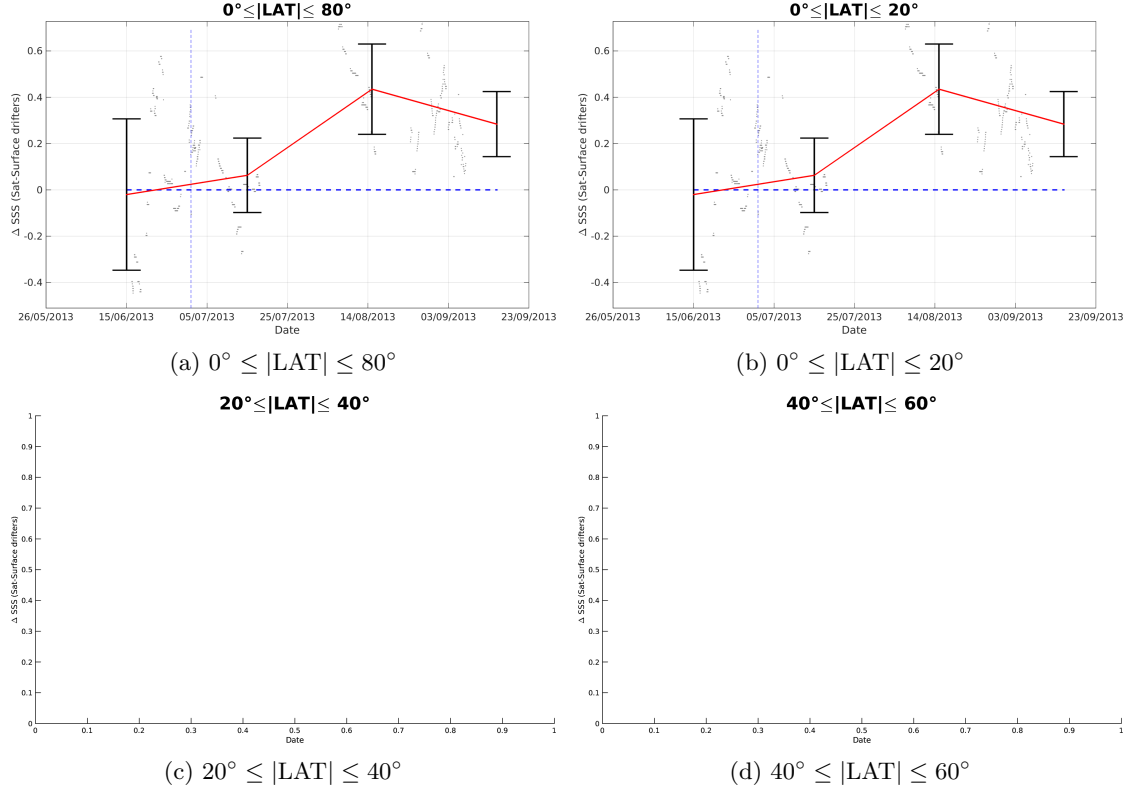 0°≤|LAT|≤ 80°
0.6
0.4
0.2
0
-0.2
-0.4
Δ SSS (Sat-Surface drifters)
26/05/2013 15/06/2013 05/07/2013 25/07/2013 14/08/2013 03/09/2013 23/09/2013
Date
(a) 0° ≤ |LAT| ≤ 80°
0°≤|LAT|≤ 20°
0.6
0.4
0.2
0
-0.2
-0.4
Δ SSS (Sat-Surface drifters)
26/05/2013 15/06/2013 05/07/2013 25/07/2013 14/08/2013 03/09/2013 23/09/2013
Date
(b) 0° ≤ |LAT| ≤ 20°
20°≤|LAT|≤ 40°
1
0.9
0.8
0.7
0.6
0.5
0.4
0.3
0.2
0.1
0
Δ SSS (Sat-Surface drifters)
0 0.1 0.2 0.3 0.4 0.5 0.6 0.7 0.8 0.9 1
Date
(c) 20° ≤ |LAT| ≤ 40°
40°≤|LAT|≤ 60°
1
0.9
0.8
0.7
0.6
0.5
0.4
0.3
0.2
0.1
0
Δ SSS (Sat-Surface drifters)
0 0.1 0.2 0.3 0.4 0.5 0.6 0.7 0.8 0.9 1
Date
(d) 40° ≤ |LAT| ≤ 60°